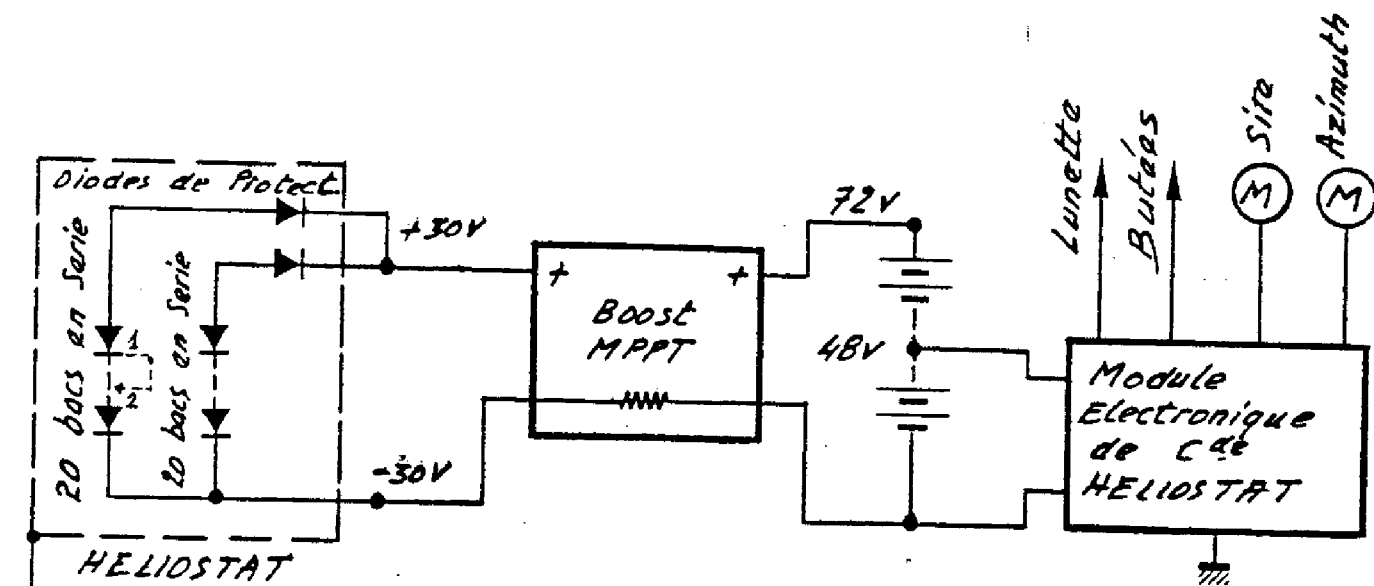 Diodes de Protect
20 bacs en Serie
20 bacs en Serie
1
+
2
+30V
-30V
HELIOSTAT
+ +
Boost
MPPT
72v
48v
Lunette
Butées
Site
Azimuth
M
M
Module
Electronique
de Cde
HELIOSTAT